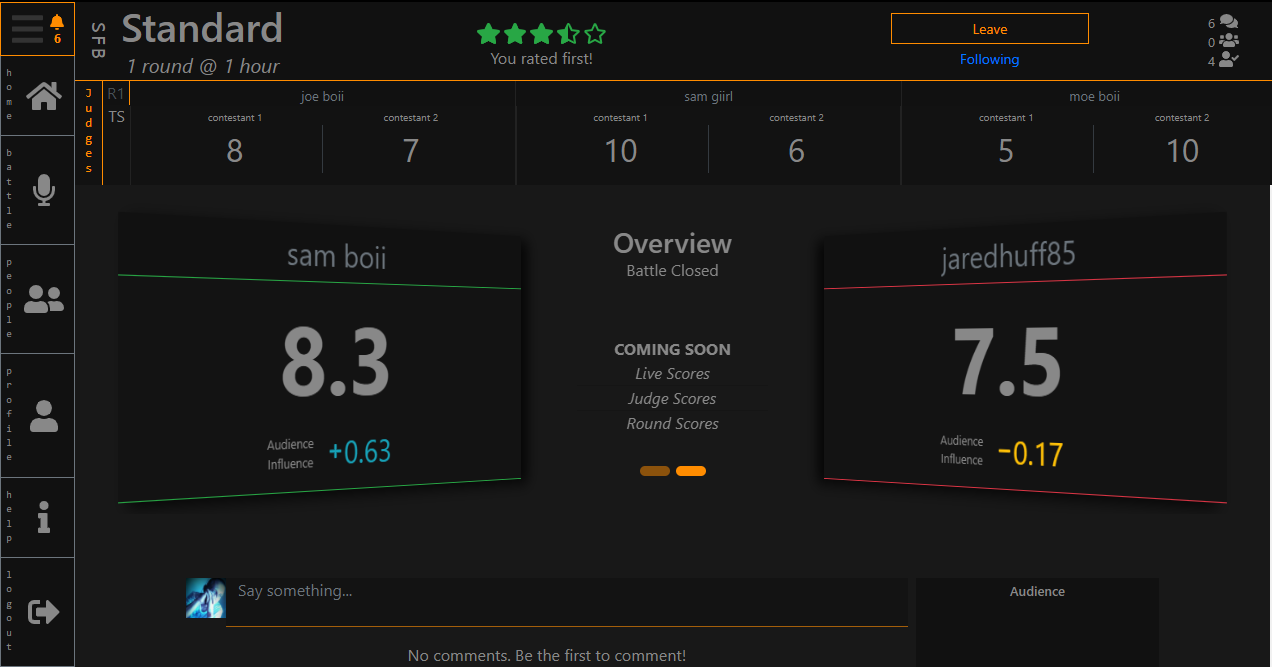 6
home
battle
people
profile
help
logout
SFB
Standard
1 round @ 1 hour
You rated first!
Leave
Following
6
0
4
Judges
R1
TS
joe boii
contestant 1
contestant 2
8
7
sam giirl
contestant 1
contestant 2
10
6
moe boii
contestant 1
contestant 2
5
10
sam boii
8.3
Audience
Influence
+0.63
Overview
Battle Closed
COMING SOON
Live Scores
Judge Scores
Round Scores
jaredhuff85
7.5
Audience
Influence
-0.17
Say something...
No comments. Be the first to comment!
Audience